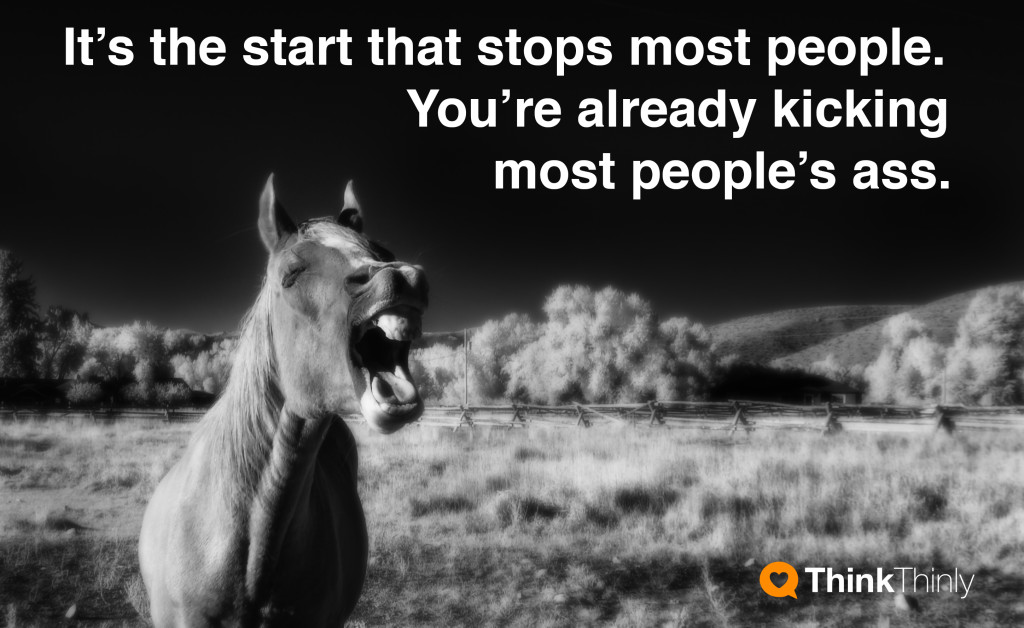 It’s the start that stops most people.
You’re already kicking
most people’s ass.
ThinkThinly